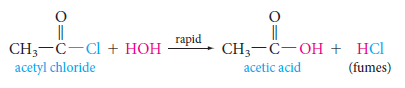 O O
CH3—C—Cl + HOH rapid CH3—C—OH + HCl
acetyl chloride acetic acid (fumes)